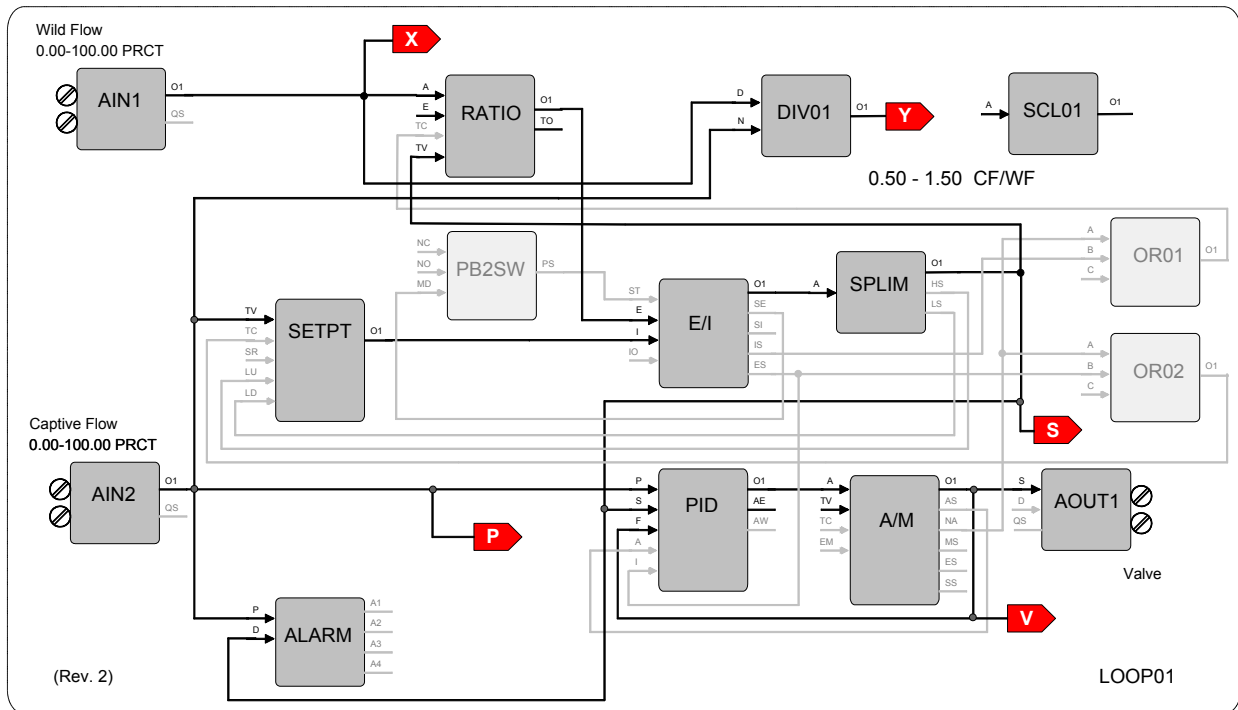 Wild Flow
0.00-100.00 PRCT
X
AIN1
O1
QS
A
E
TC
TV
RATIO
O1
TO
D
N
DIV01
O1
Y
A
SCL01
O1
0.50 - 1.50 CF/WF
NC
NO
MD
PB2SW
PS
A
B
C
OR01
O1
TV
TC
SR
LU
LD
SETPT
O1
ST
E
I
IO
E/I
O1
SE
SI
IS
ES
A
SPLIM
O1
HS
LS
A
B
C
OR02
O1
Captive Flow
0.00-100.00 PRCT
AIN2
O1
QS
S
P
S
F
A
I
PID
O1
AE
AW
A
TV
TC
EM
A/M
O1
AS
NA
MS
ES
SS
S
D
QS
AOUT1
P
Valve
P
D
ALARM
A1
A2
A3
A4
V
(Rev. 2)
LOOP01